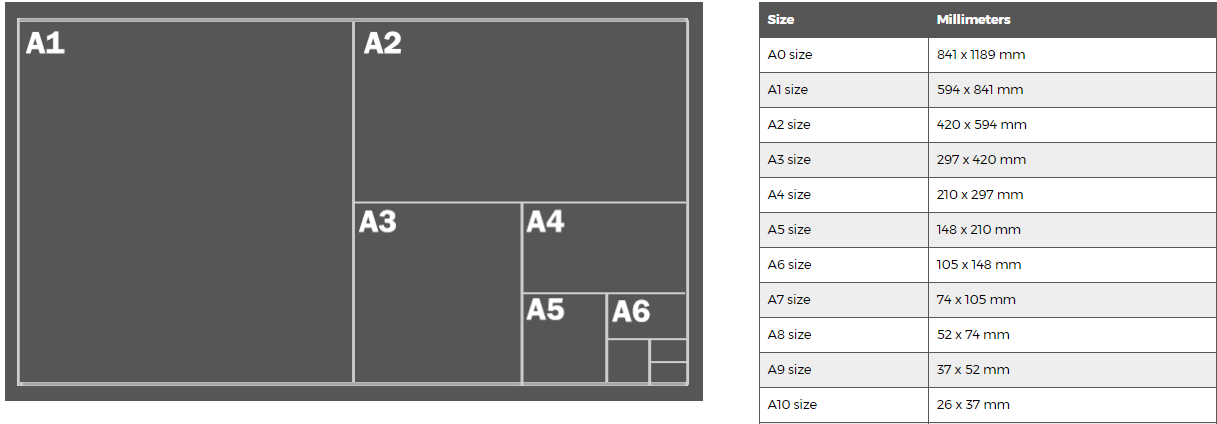 A1
A2
A3
A4
A5
A6
Size Millimeters
A0 size 841 x 1189 mm
A1 size 594 x 841 mm
A2 size 420 x 594 mm
A3 size 297 x 420 mm
A4 size 210 x 297 mm
A5 size 148 x 210 mm
A6 size 105 x 148 mm
A7 size 74 x 105 mm
A8 size 52 x 74 mm
A9 size 37 x 52 mm
A10 size 26 x 37 mm